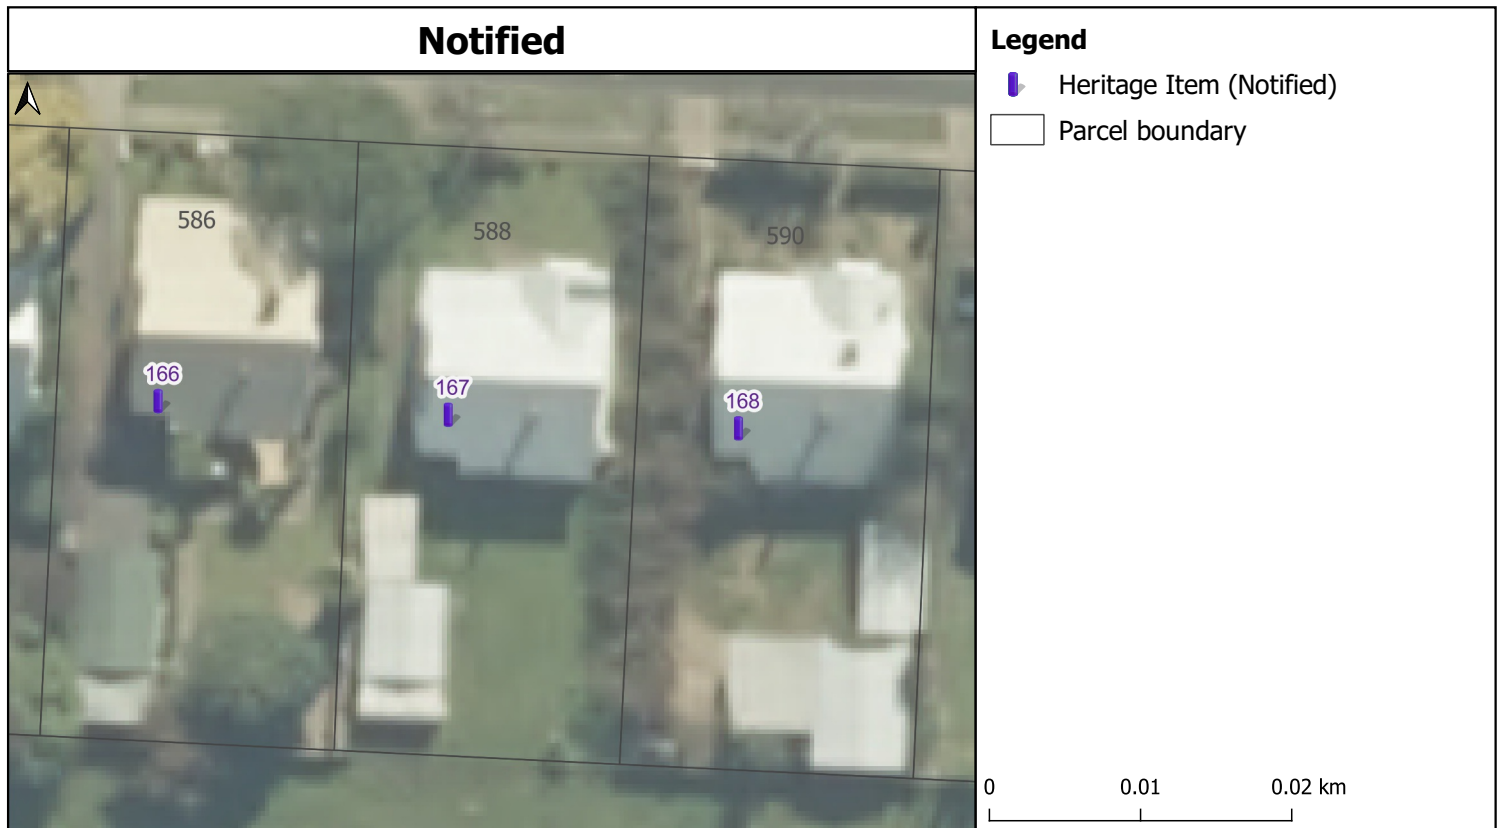 Notified
586
588
590
166
167
168
Legend
Heritage Item (Notified)
Parcel boundary
0 0.01 0.02 km